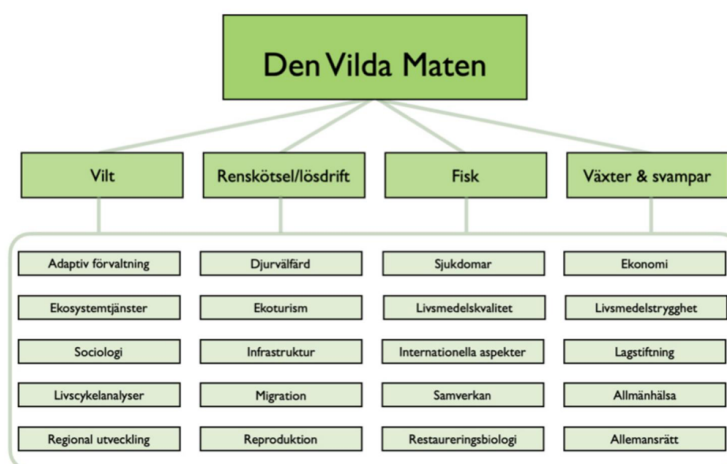 Den Vilda Maten
Vilt
Renskötsel/lösdrift
Fisk
Växter & svampar
Adaptiv förvaltning
Djurvälfärd
Sjukdomar
Ekonomi
Ekosystemtjänster
Ekoturism
Livsmedelskvalitet
Livsmedelstrygghet
Sociologi
Infrastruktur
Internationella aspekter
Lagstiftning
Livscykelanalyser
Migration
Samverkan
Allmänhälsa
Regional utveckling
Reproduktion
Restaureringsbiologi
Allemansrätt